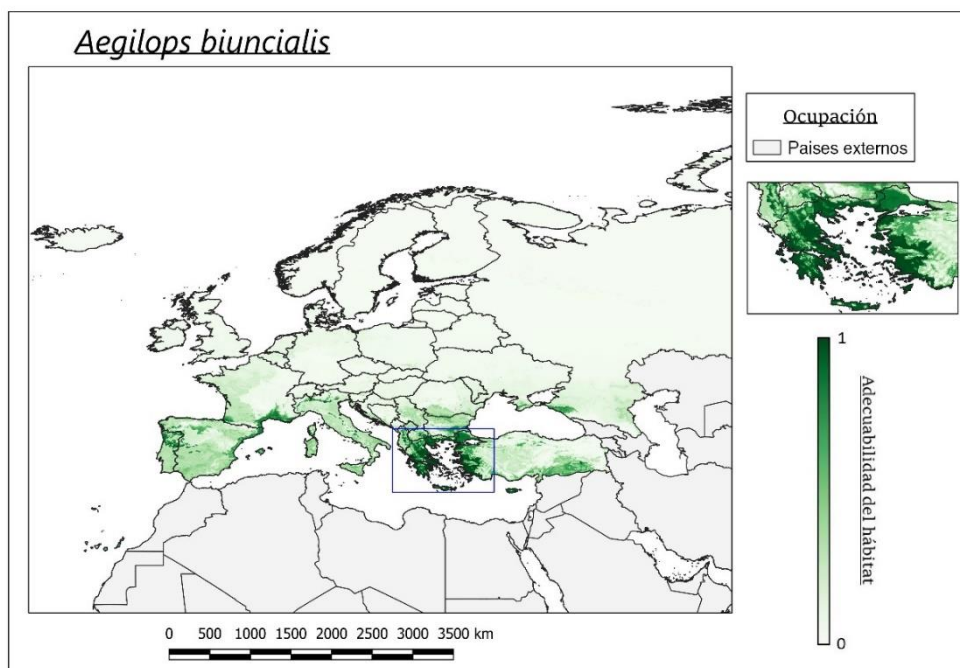 Aegilops biuncialis
Ocupación
Paises externos
1
Adecuabilidad del hábitat
0
0 500 1000 1500 2000 2500 3000 3500 km